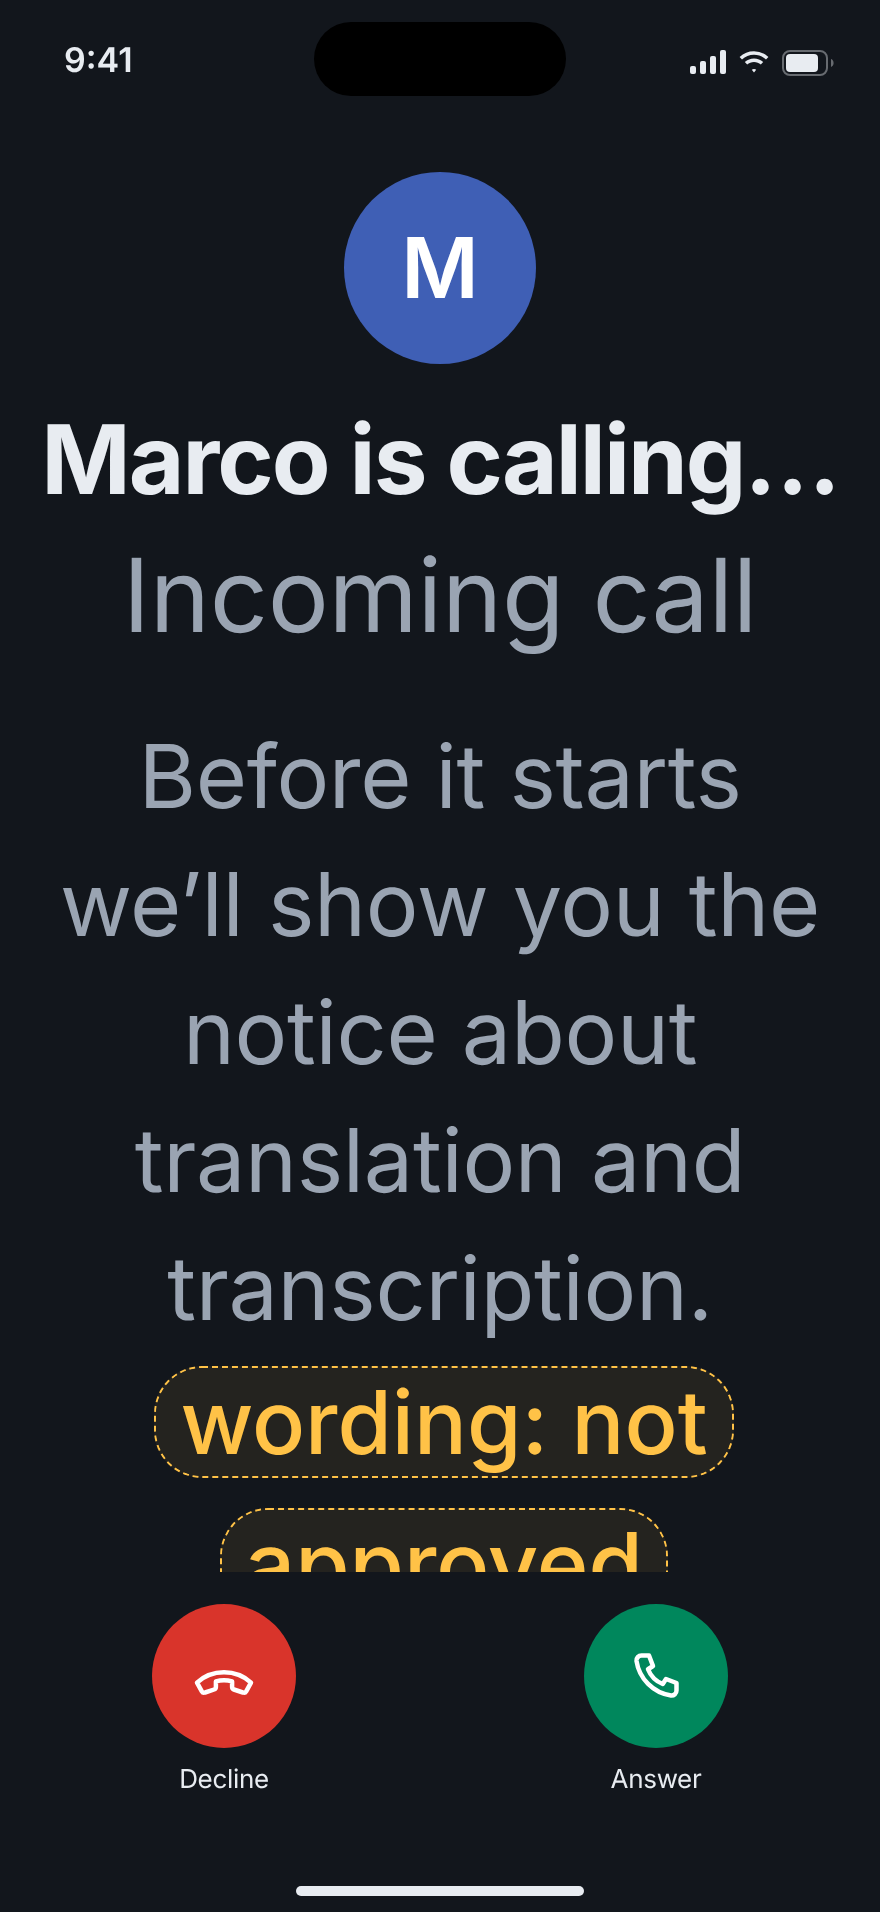 9:41
M
Marco is calling…
Incoming call
Before it starts
we’ll show you the
notice about
translation and
transcription.
wording: not
approved
Decline
Answer